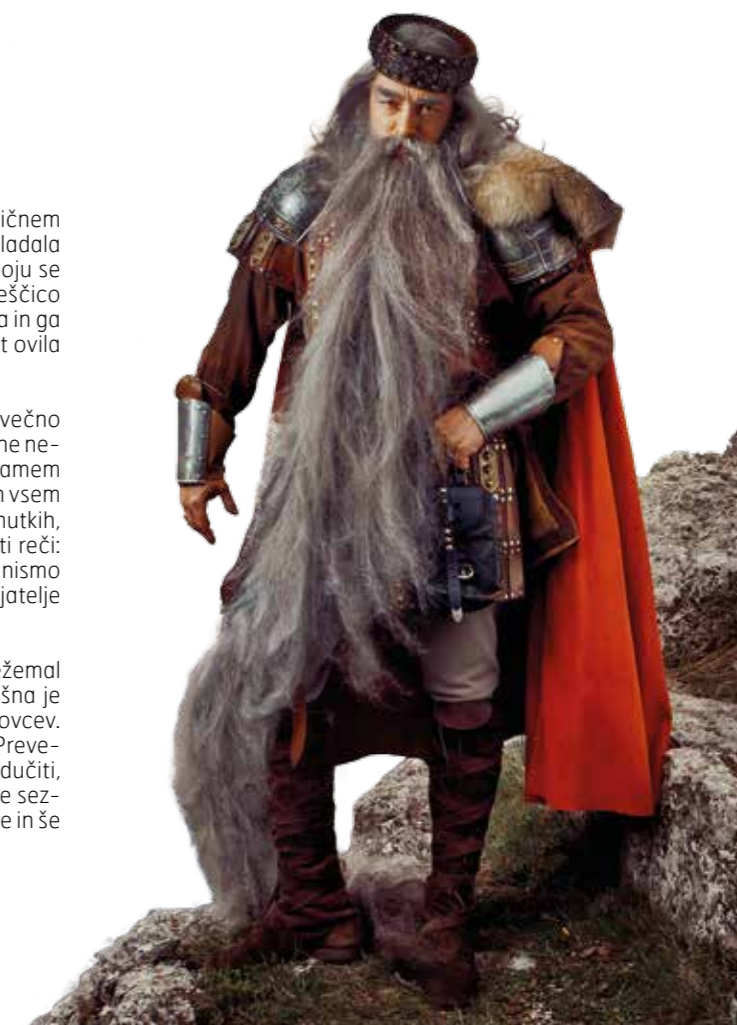 ičnem
ladala
oju se
eščico
a in ga
t ovila
večno
ne ne-
amem
n vsem
nutkih,
ti reči:
nismo
jatelje
ežemal
šna je
ovcev.
Preve-
dučiti,
e sez-
e in še